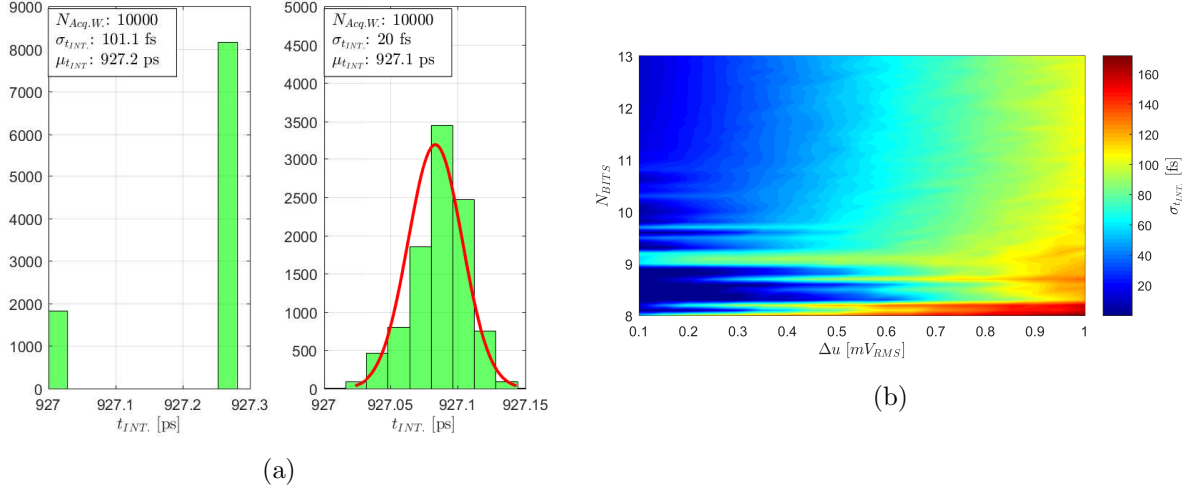 9000
8000
7000
6000
5000
4000
3000
2000
1000
0
N_{Acq.W.}: 10000
σ_{t_{INT.}}: 101.1 fs
μ_{t_{INT}}: 927.2 ps
927 927.1 927.2 927.3
t_{INT.} [ps]
5000
4500
4000
3500
3000
2500
2000
1500
1000
500
0
N_{Acq.W.}: 10000
σ_{t_{INT.}}: 20 fs
μ_{t_{INT}}: 927.1 ps
927 927.05 927.1 927.15
t_{INT.} [ps]
(a)
N_{BITS}
13
12
11
10
9
8
0.1 0.2 0.3 0.4 0.5 0.6 0.7 0.8 0.9 1
Δu [mV_{RMS}]
160
140
120
100
80
60
40
20
σ_{t_{INT.}} [fs]
(b)